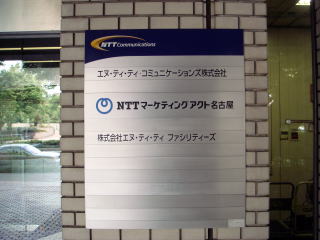 NTT Communications
エヌ・ティ・ティ・コミュニケーションズ株式会社
NTTマーケティングアクト名古屋
株式会社エヌ・ティ・ティ ファシリティーズ